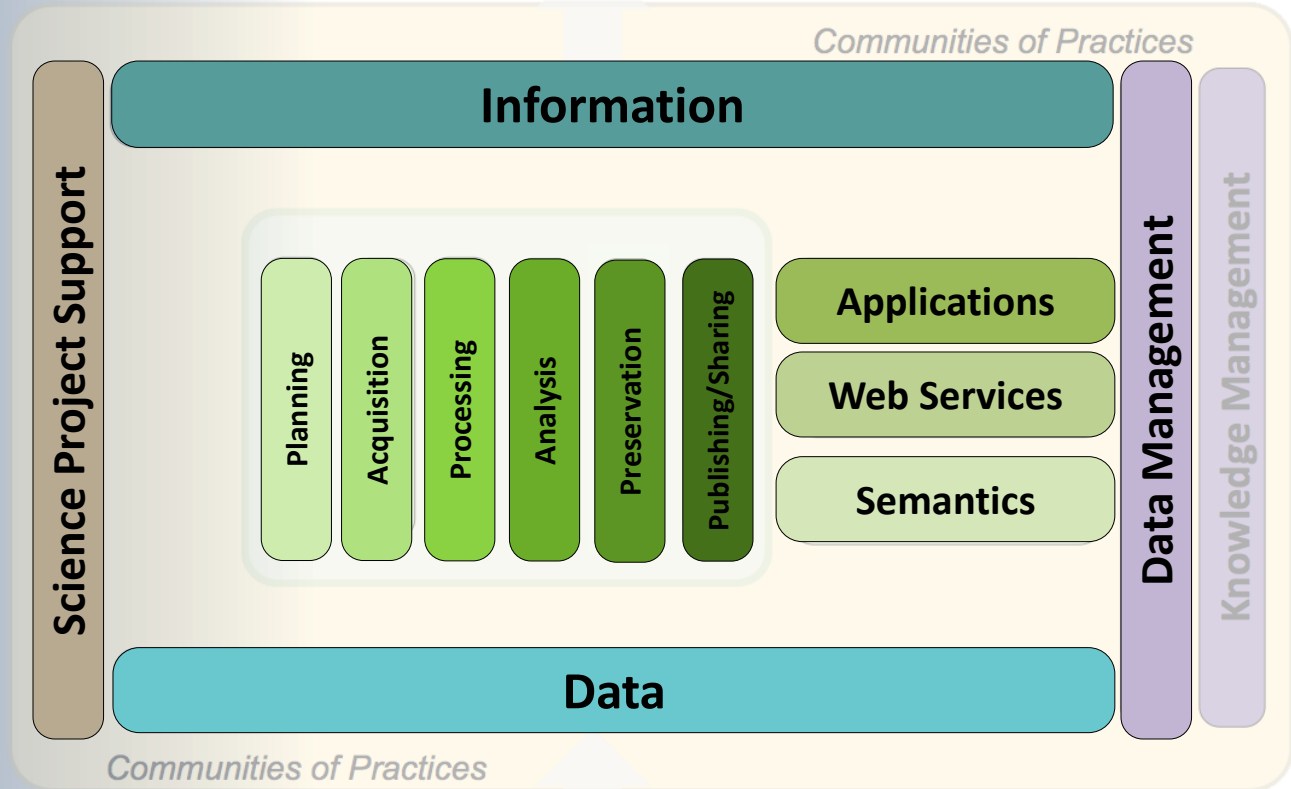 Communities of Practices
Information
Science Project Support
Planning
Acquisition
Processing
Analysis
Preservation
Publishing/Sharing
Applications
Web Services
Semantics
Data Management
Knowledge Management
Data
Communities of Practices